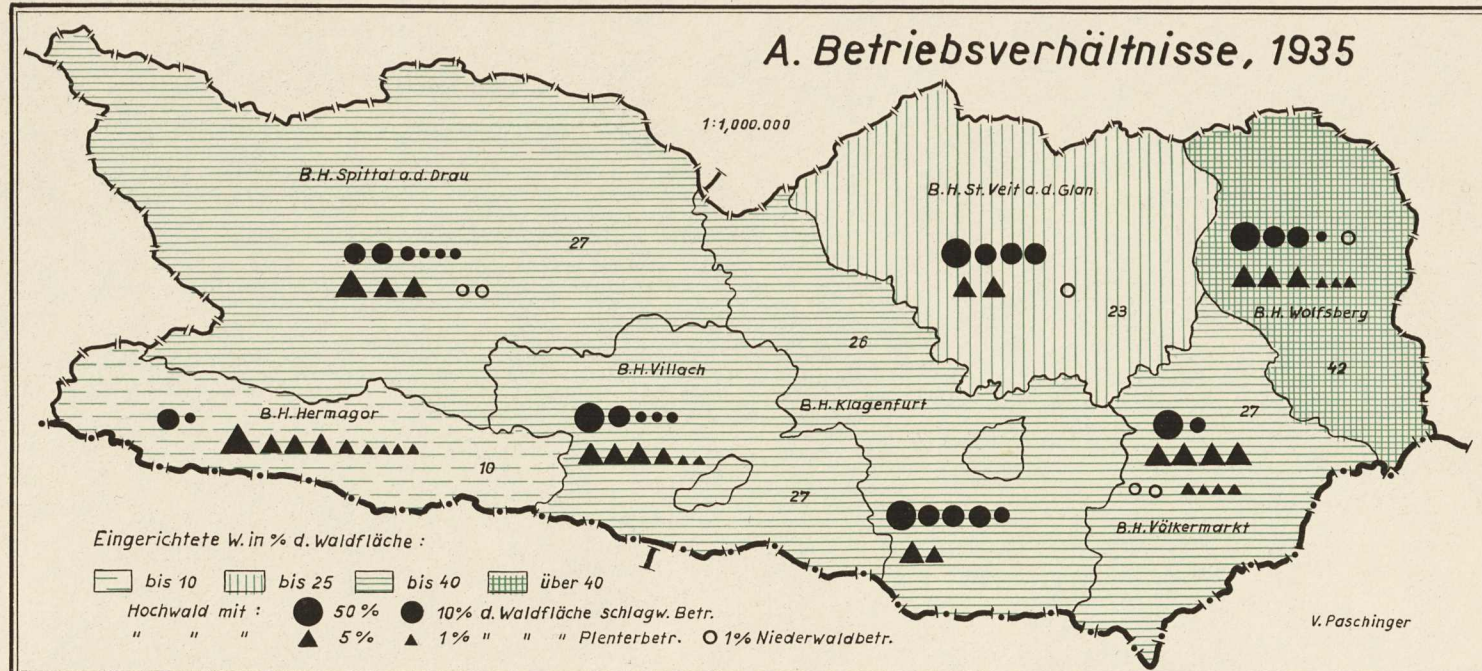 A. Betriebsverhältnisse, 1935
1:1,000.000
B.H. Spittal a.d. Drau
27
B.H. St. Veit a.d. Glan
23
B.H. Wolfsberg
42
26
B.H. Villach
27
B.H. Klagenfurt
B.H. Hermagor
10
27
B.H. Völkermarkt
Eingerichtete W. in % d. Waldfläche :
bis 10 bis 25 bis 40 über 40
Hochwald mit : 50 % 10% d. Waldfläche schlagw. Betr.
" " " 5 % 1% " " " Plenterbetr. 1% Niederwaldbetr.
V. Paschinger